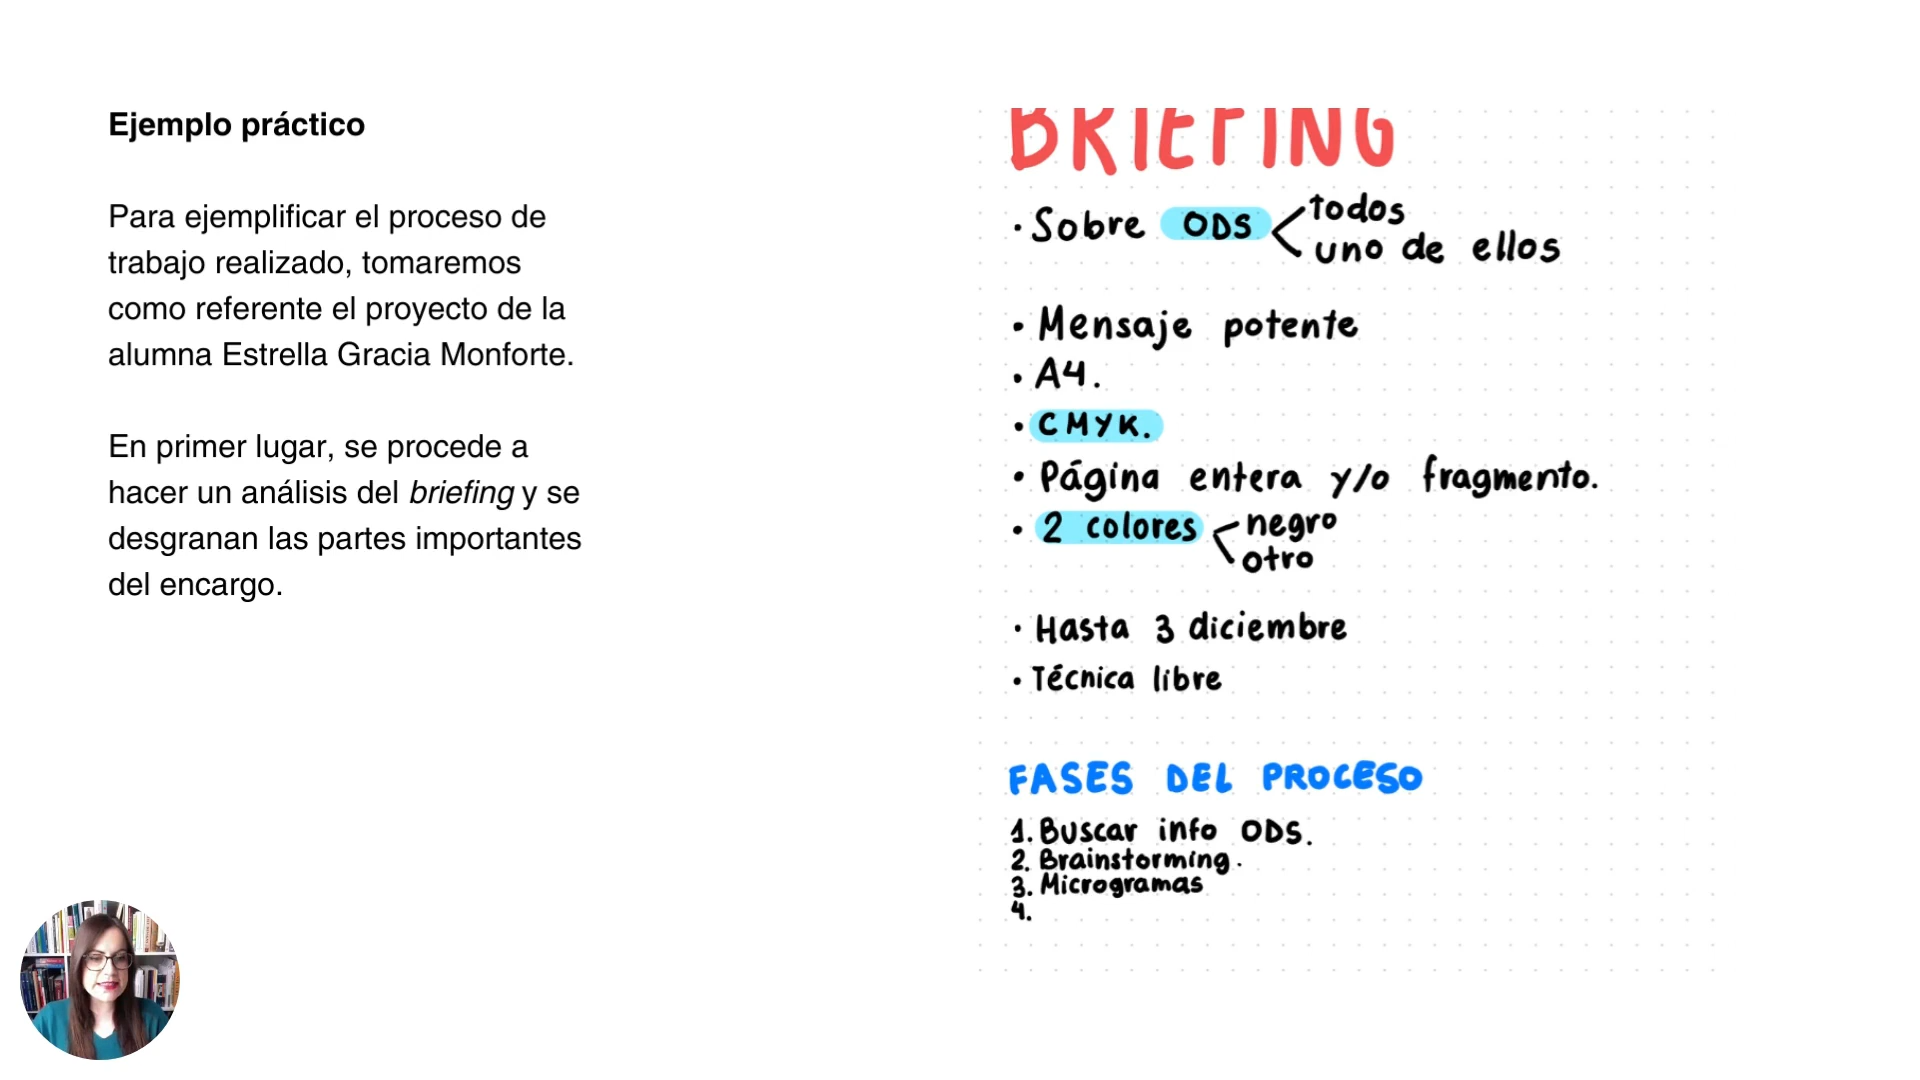 Ejemplo práctico
Para ejemplificar el proceso de
trabajo realizado, tomaremos
como referente el proyecto de la
alumna Estrella Gracia Monforte.
En primer lugar, se procede a
hacer un análisis del briefing y se
desgranan las partes importantes
del encargo.
BRIEFING
· Sobre ODS < todos
uno de ellos
· Mensaje potente
· A4.
· CMYK.
· Página entera y/o fragmento.
· 2 colores < negro
otro
· Hasta 3 diciembre
· Técnica libre
FASES DEL PROCESO
1. Buscar info ODS.
2. Brainstorming.
3. Microgramas
4.